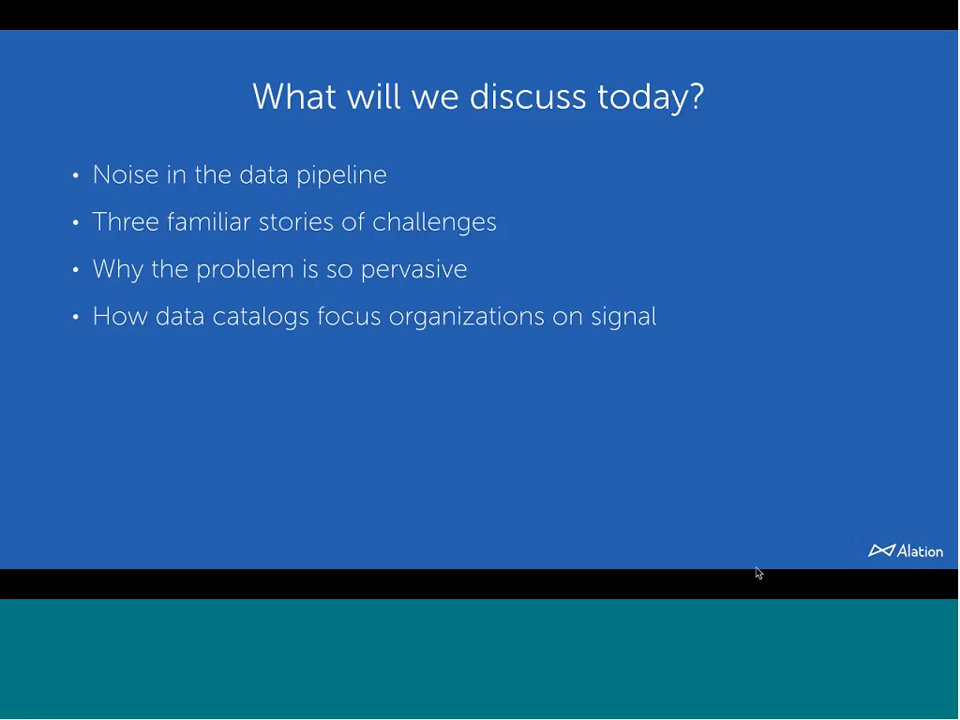 What will we discuss today?
• Noise in the data pipeline
• Three familiar stories of challenges
• Why the problem is so pervasive
• How data catalogs focus organizations on signal
Alation